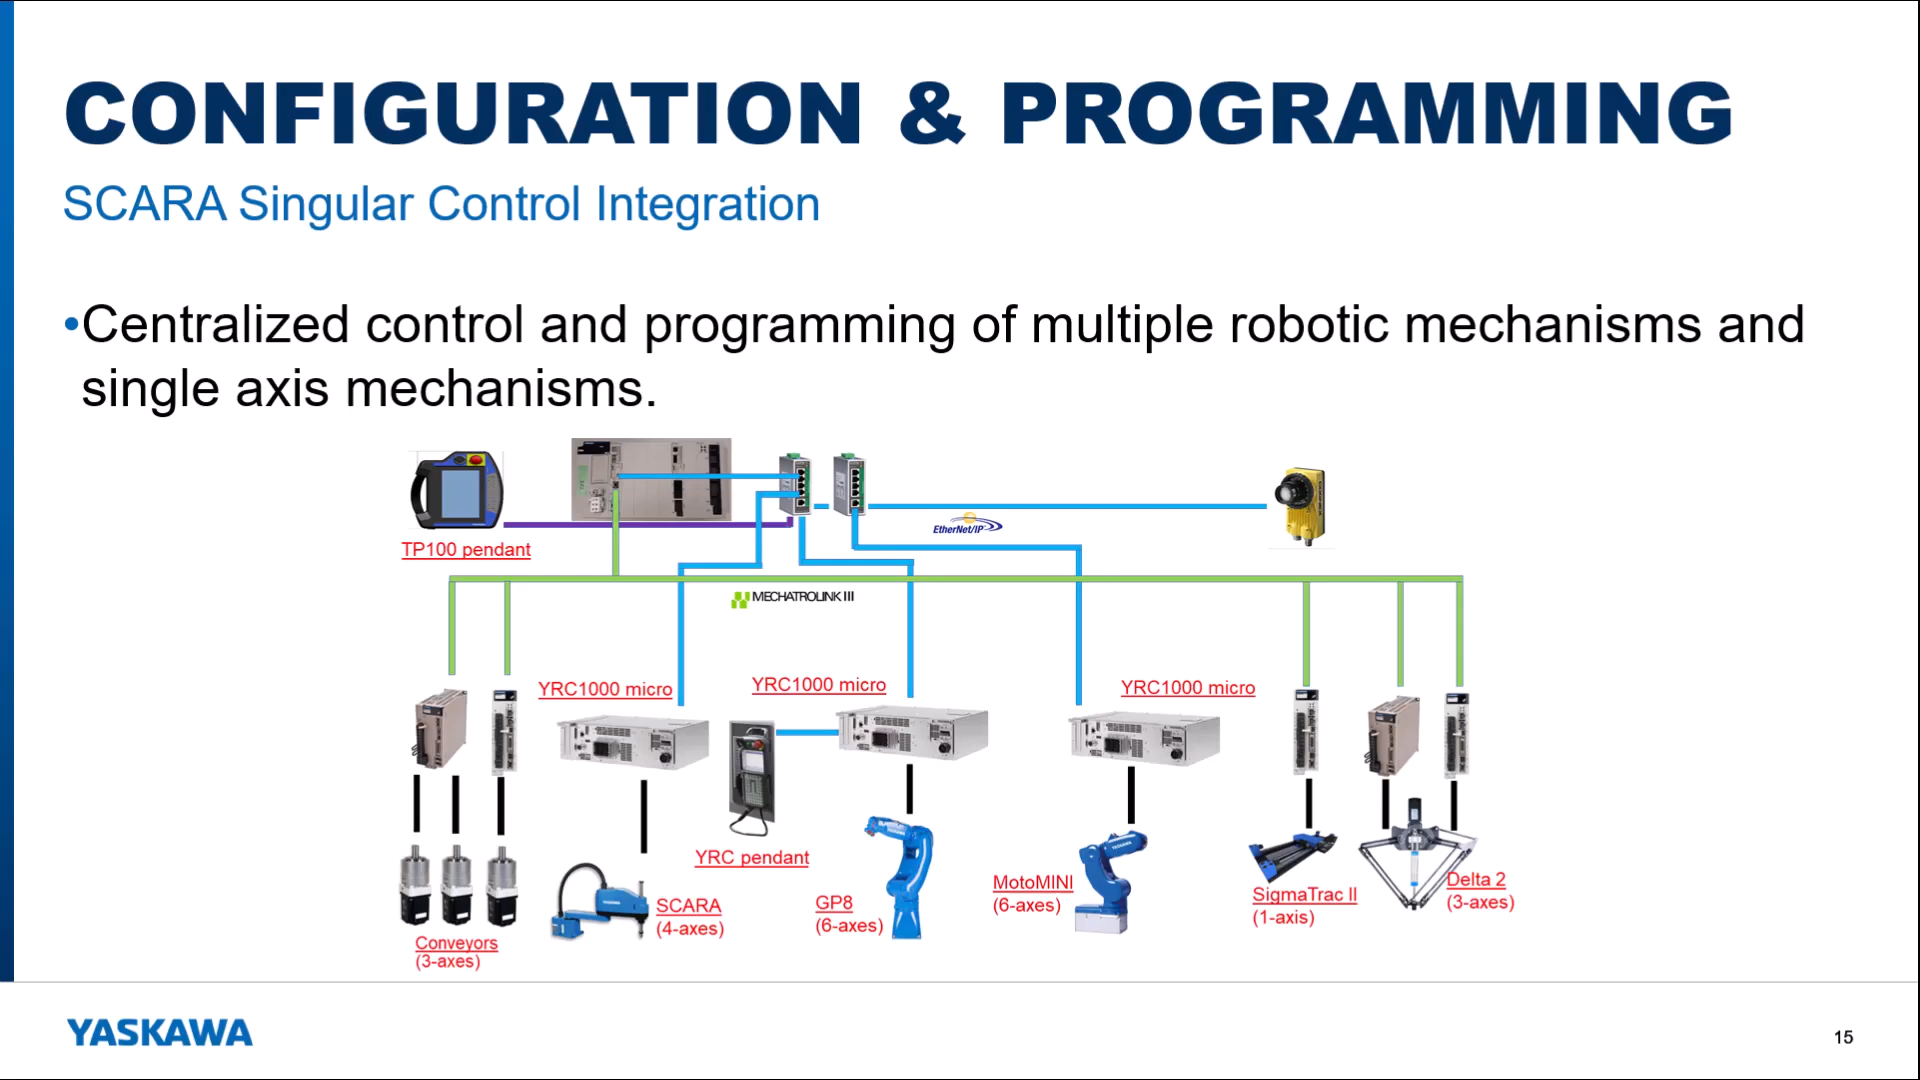 CONFIGURATION & PROGRAMMING
SCARA Singular Control Integration
•Centralized control and programming of multiple robotic mechanisms and
single axis mechanisms.
TP100 pendant
EtherNet/IP
MECHATROLINK III
YRC1000 micro
YRC1000 micro
YRC1000 micro
YRC pendant
Conveyors
(3-axes)
SCARA
(4-axes)
GP8
(6-axes)
MotoMINI
(6-axes)
SigmaTrac II
(1-axis)
Delta 2
(3-axes)
YASKAWA
15